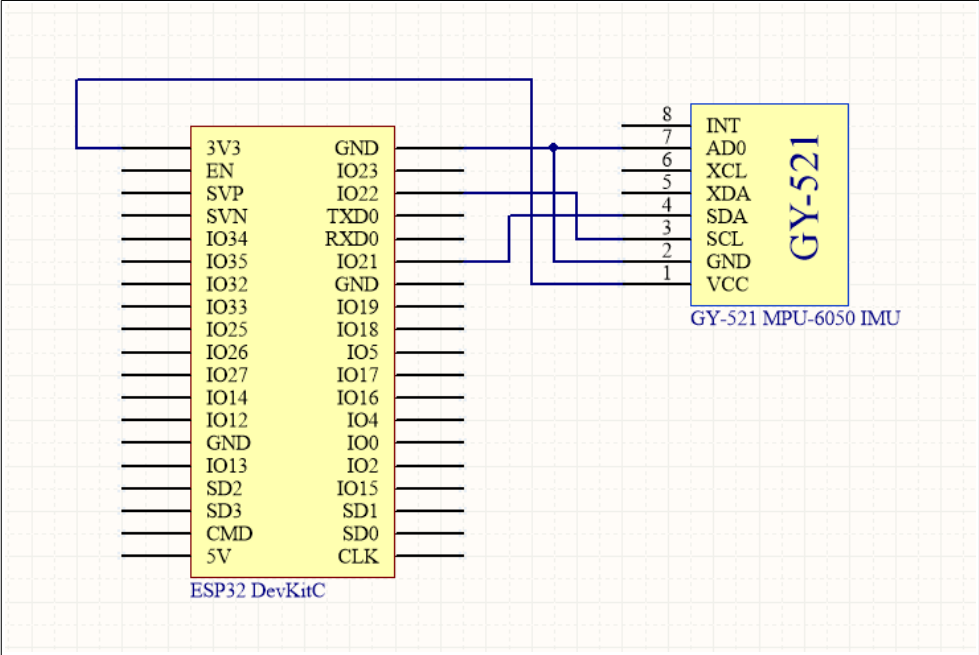 3V3 GND
EN IO23
SVP IO22
SVN TXD0
IO34 RXD0
IO35 IO21
IO32 GND
IO33 IO19
IO25 IO18
IO26 IO5
IO27 IO17
IO14 IO16
IO12 IO4
GND IO0
IO13 IO2
SD2 IO15
SD3 SD1
CMD SD0
5V CLK
ESP32 DevKitC
8 INT
7 AD0
6 XCL
5 XDA
4 SDA
3 SCL
2 GND
1 VCC
GY-521
GY-521 MPU-6050 IMU